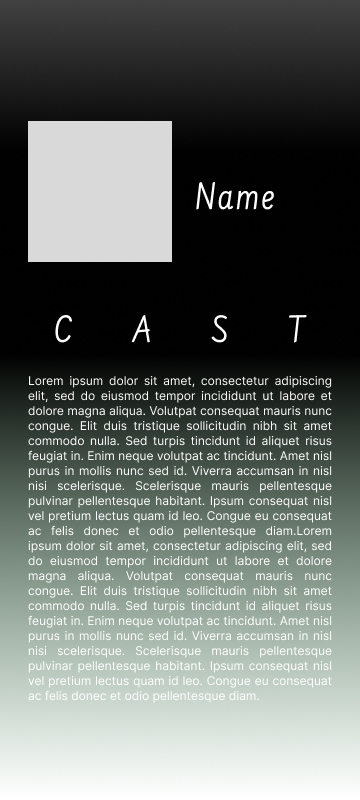 Name
C A S T
Lorem ipsum dolor sit amet, consectetur adipiscing
elit, sed do eiusmod tempor incididunt ut labore et
dolore magna aliqua. Volutpat consequat mauris nunc
congue. Elit duis tristique sollicitudin nibh sit amet
commodo nulla. Sed turpis tincidunt id aliquet risus
feugiat in. Enim neque volutpat ac tincidunt. Amet nisl
purus in mollis nunc sed id. Viverra accumsan in nisl
nisi scelerisque. Scelerisque mauris pellentesque
pulvinar pellentesque habitant. Ipsum consequat nisl
vel pretium lectus quam id leo. Congue eu consequat
ac felis donec et odio pellentesque diam.Lorem
ipsum dolor sit amet, consectetur adipiscing elit, sed
do eiusmod tempor incididunt ut labore et dolore
magna aliqua. Volutpat consequat mauris nunc
congue. Elit duis tristique sollicitudin nibh sit amet
commodo nulla. Sed turpis tincidunt id aliquet risus
feugiat in. Enim neque volutpat ac tincidunt. Amet nisl
purus in mollis nunc sed id. Viverra accumsan in nisl
nisi scelerisque. Scelerisque mauris pellentesque
pulvinar pellentesque habitant. Ipsum consequat nisl
vel pretium lectus quam id leo. Congue eu consequat
ac felis donec et odio pellentesque diam.